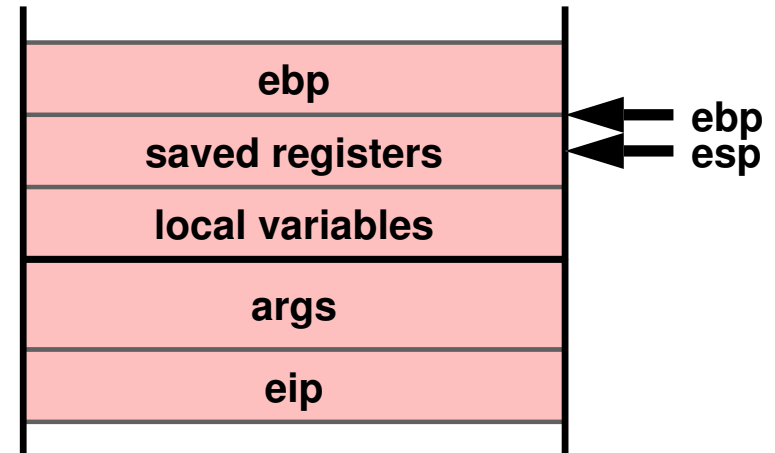 ebp
ebp
saved registers
esp
local variables
args
eip